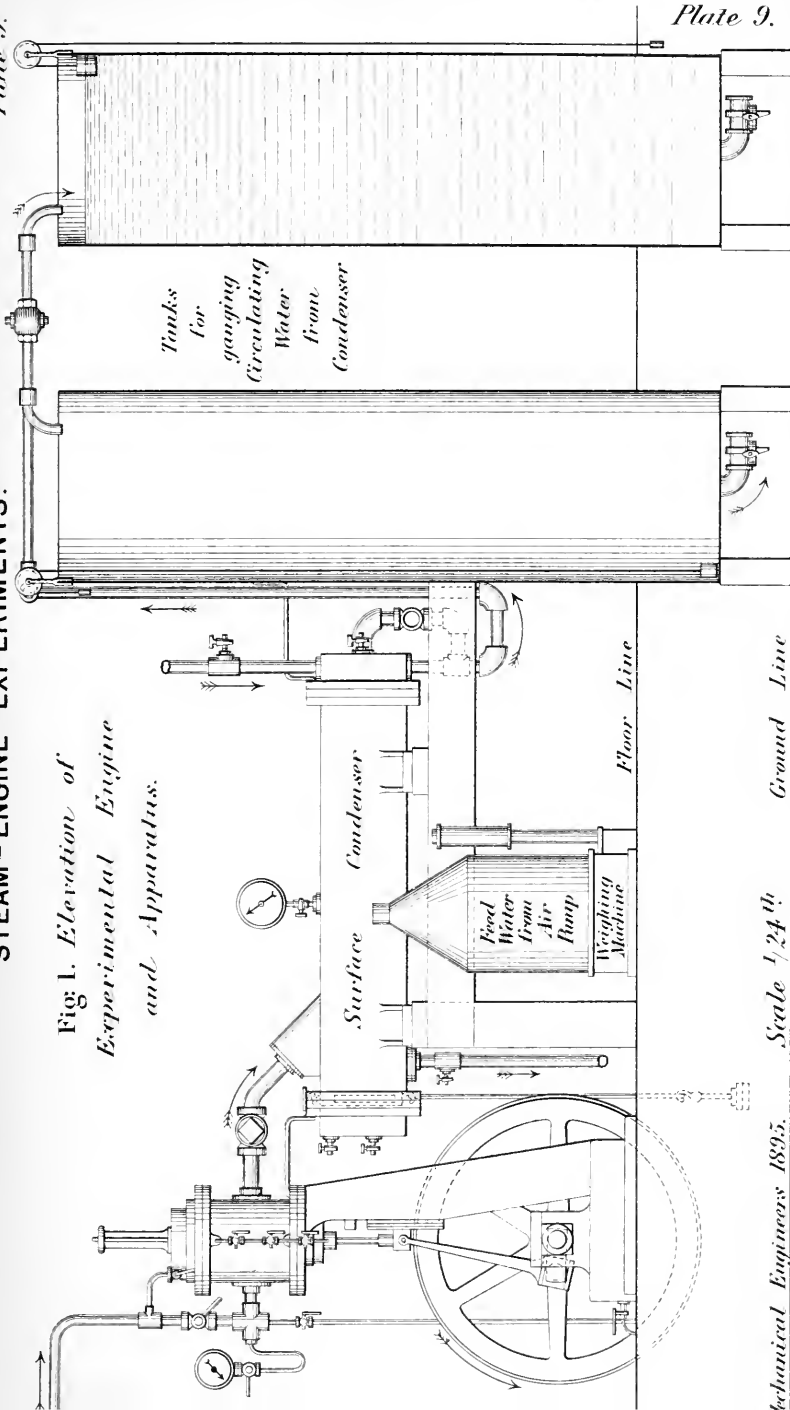 Plate 9.
STEAM-ENGINE EXPERIMENTS.
Plate 9.
Fig: 1. Elevation of
Experimental Engine
and Apparatus.
Tanks
for
gauging
Circulating
Water
from
Condenser
Surface Condenser
Feed
Water
from
Air
Pump
Weighing
Machine
Floor Line
Ground Line
Mechanical Engineers 1895.
Scale 1/24th